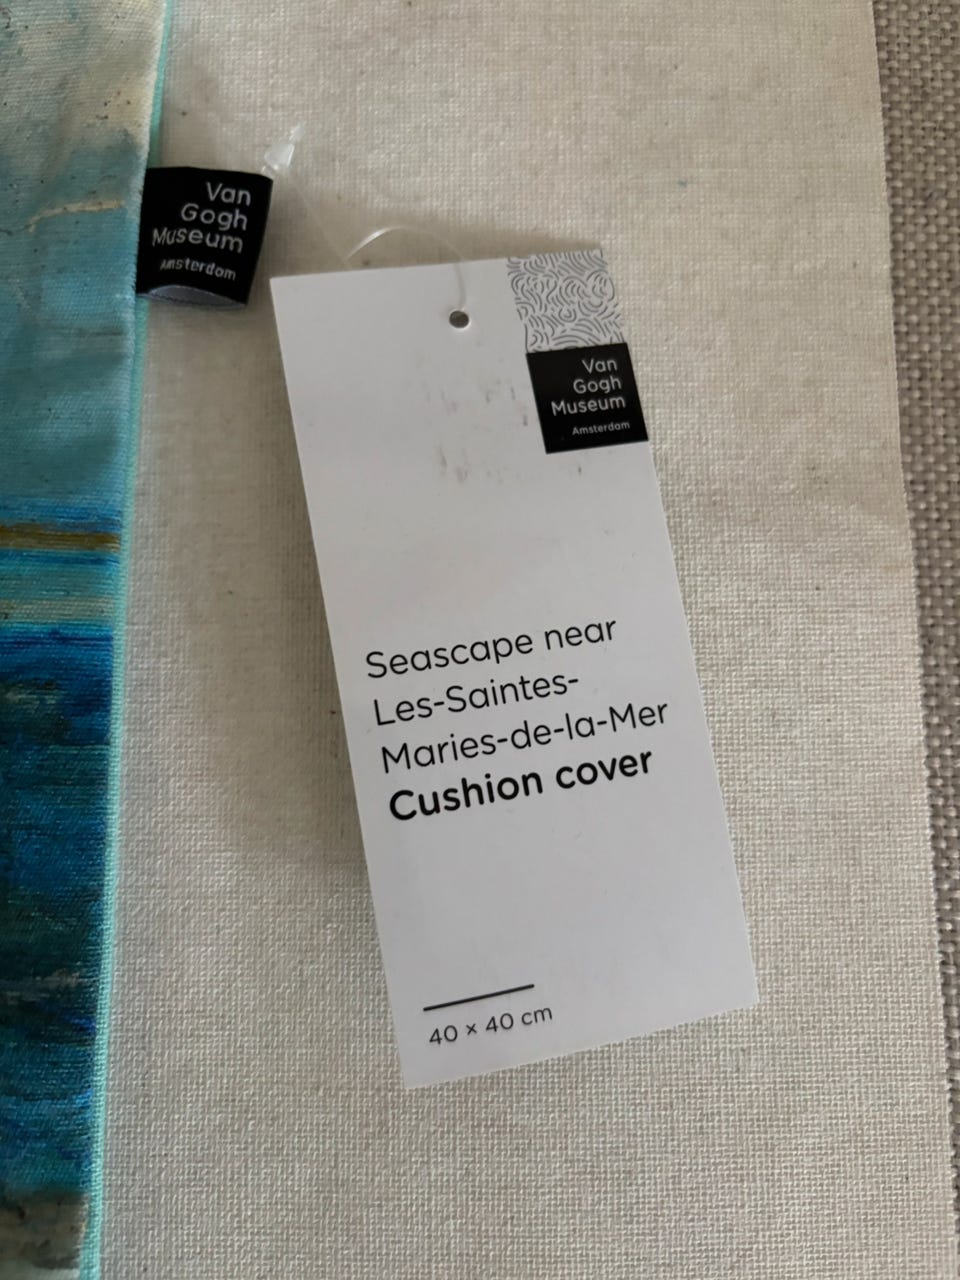 Van
Gogh
Museum
Amsterdam
Van
Gogh
Museum
Amsterdam
Seascape near
Les-Saintes-
Maries-de-la-Mer
Cushion cover
40 × 40 cm